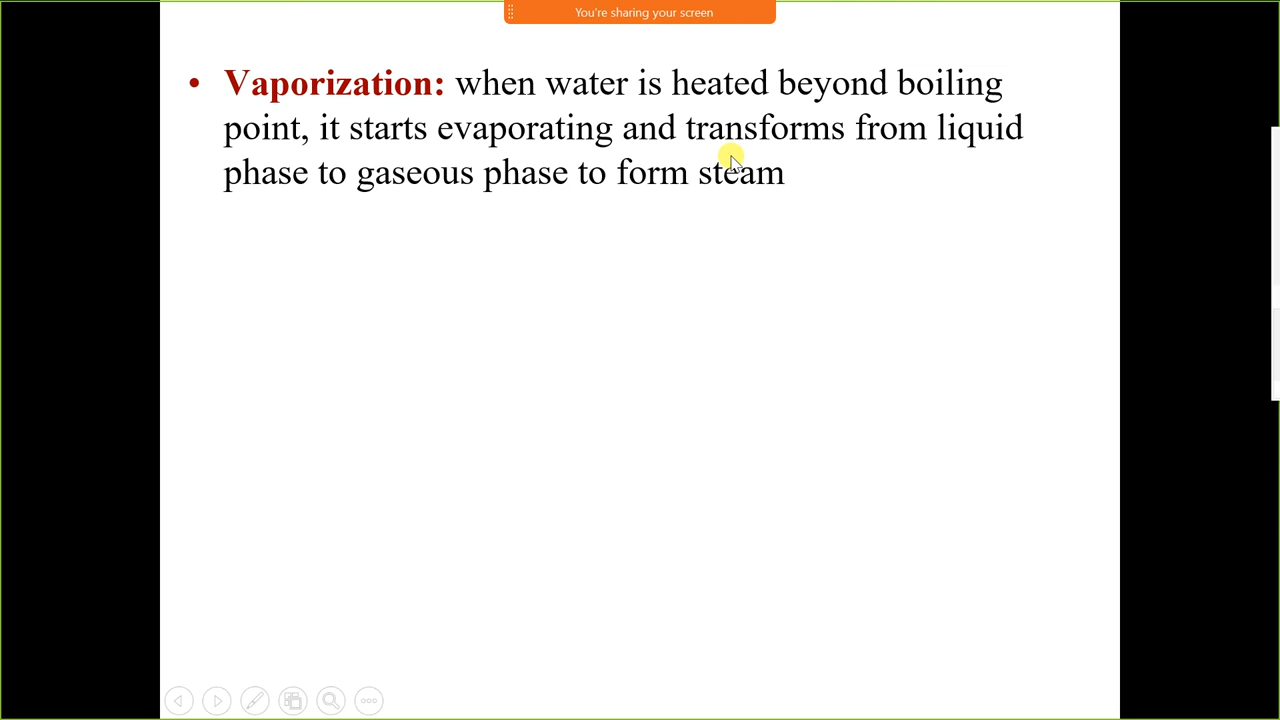 You're sharing your screen
• Vaporization: when water is heated beyond boiling
point, it starts evaporating and transforms from liquid
phase to gaseous phase to form steam